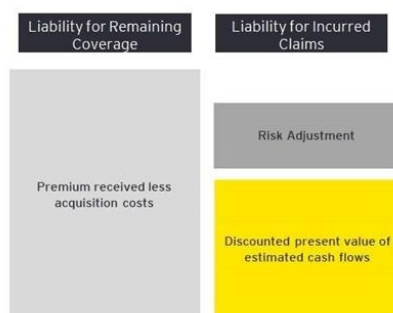 Liability for Remaining
Coverage
Liability for Incurred
Claims
Risk Adjustment
Premium received less
acquisition costs
Discounted present value of
estimated cash flows